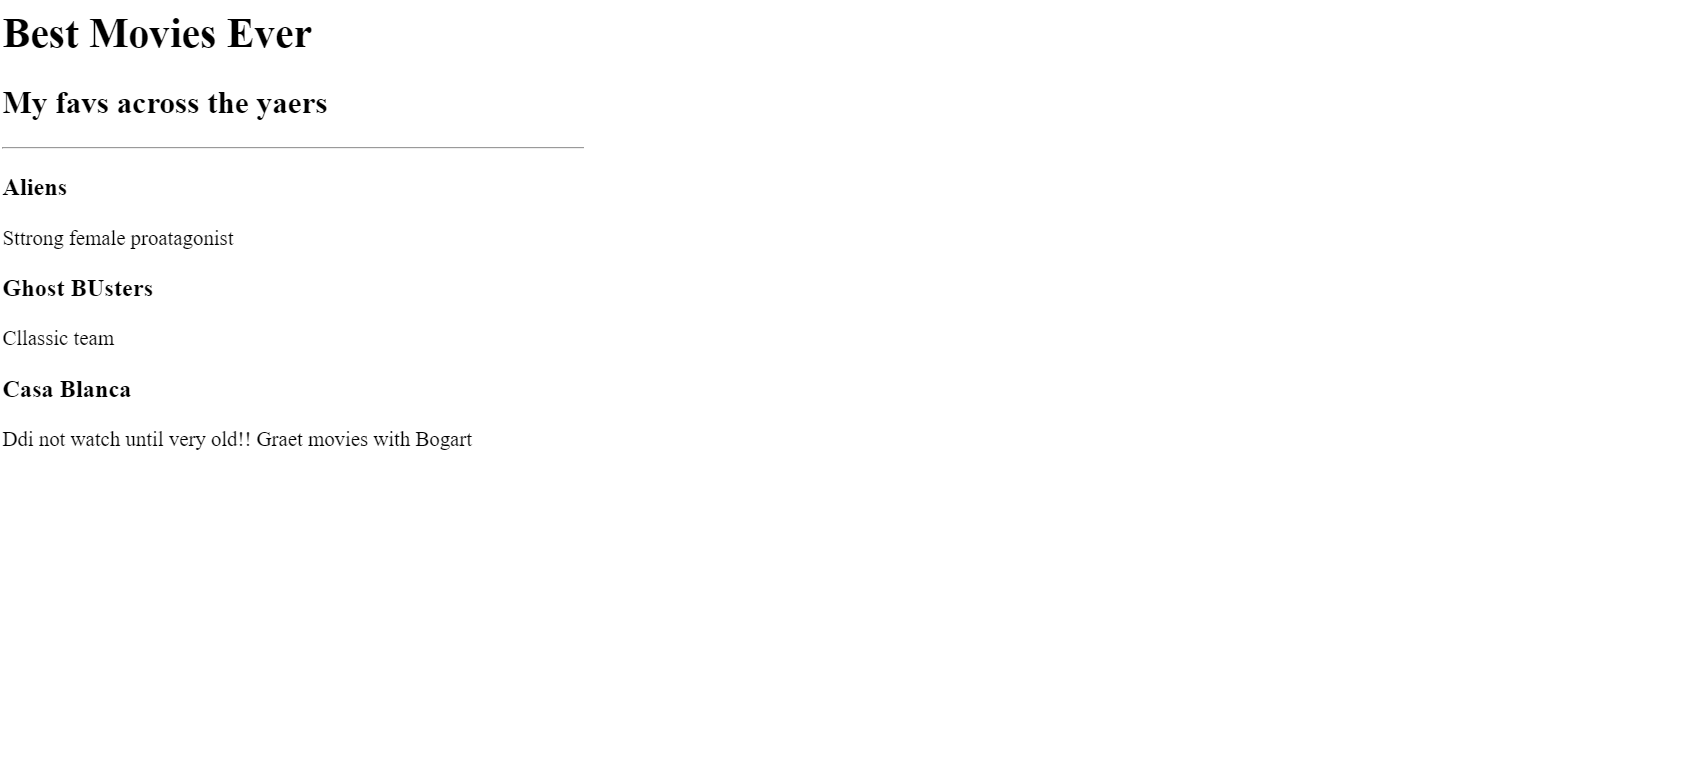 Best Movies Ever
My favs across the yaers
Aliens
Sttrong female proatagonist
Ghost BUsters
Cllassic team
Casa Blanca
Ddi not watch until very old!! Graet movies with Bogart